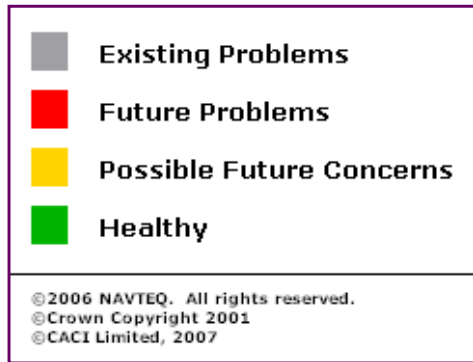 Existing Problems
Future Problems
Possible Future Concerns
Healthy
©2006 NAVTEQ. All rights reserved.
©Crown Copyright 2001
©CACI Limited, 2007